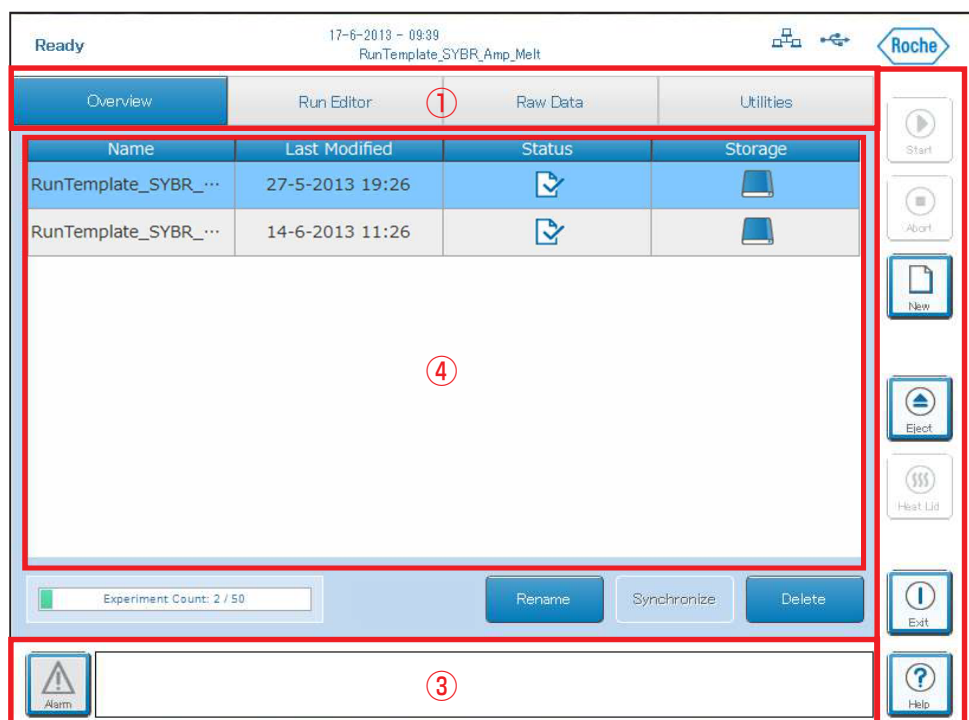 Ready
17-6-2013 - 09:39
RunTemplate_SYBR_Amp_Melt
Roche
Overview
Run Editor
①
Raw Data
Utilities
Name Last Modified Status Storage
RunTemplate_SYBR_… 27-5-2013 19:26
RunTemplate_SYBR_… 14-6-2013 11:26
④
Experiment Count: 2 / 50
Rename
Synchronize
Delete
Alarm
③
Start
Abort
New
Eject
Heat Lid
Exit
Help